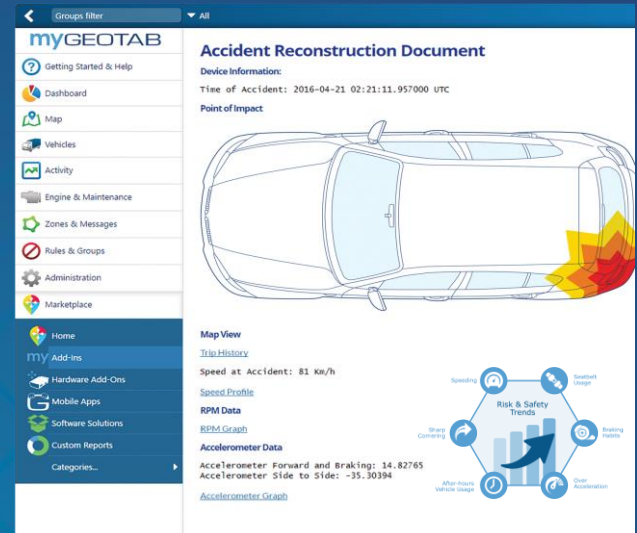 Groups filter
All
myGEOTAB
Getting Started & Help
Dashboard
Map
Vehicles
Activity
Engine & Maintenance
Zones & Messages
Rules & Groups
Administration
Marketplace
Home
my Add-Ins
Hardware Add-Ons
Mobile Apps
Software Solutions
Custom Reports
Categories...
Accident Reconstruction Document
Device Information:
Time of Accident: 2016-04-21 02:21:11.957000 UTC
Point of Impact
Map View
Trip History
Speed at Accident: 81 Km/h
Speed Profile
RPM Data
RPM Graph
Accelerometer Data
Accelerometer Forward and Braking: 14.82765
Accelerometer Side to Side: -35.30394
Accelerometer Graph
Risk & Safety
Trends
Speeding
Seatbelt
Usage
Sharp
Cornering
Braking
Habits
After-hours
Vehicle Usage
Over
Acceleration